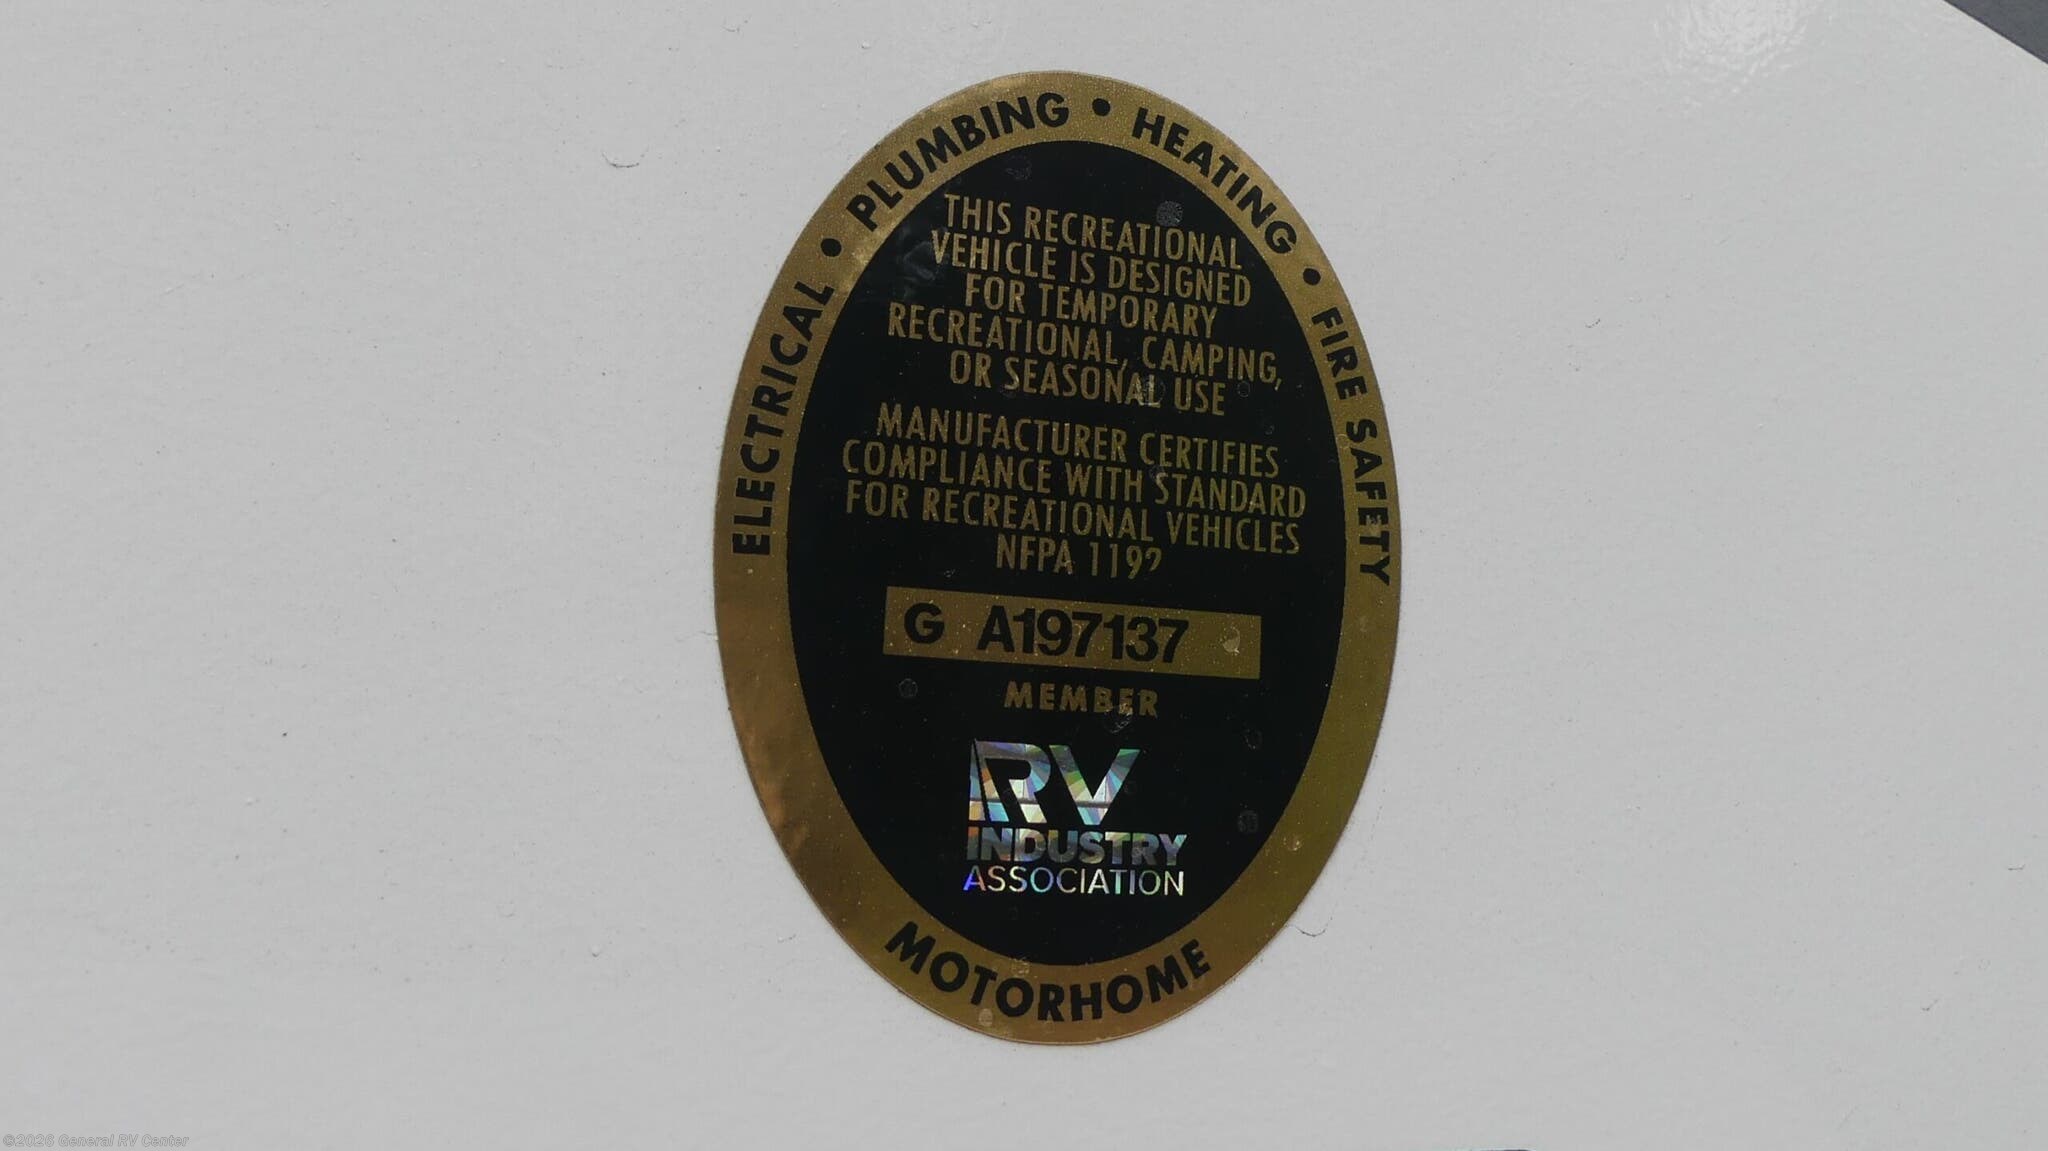 ELECTRICAL • PLUMBING • HEATING • FIRE SAFETY
THIS RECREATIONAL
VEHICLE IS DESIGNED
FOR TEMPORARY
RECREATIONAL, CAMPING,
OR SEASONAL USE
MANUFACTURER CERTIFIES
COMPLIANCE WITH STANDARD
FOR RECREATIONAL VEHICLES
NFPA 1192
G A197137
MEMBER
RV
INDUSTRY
ASSOCIATION
MOTORHOME
©2026 General RV Center